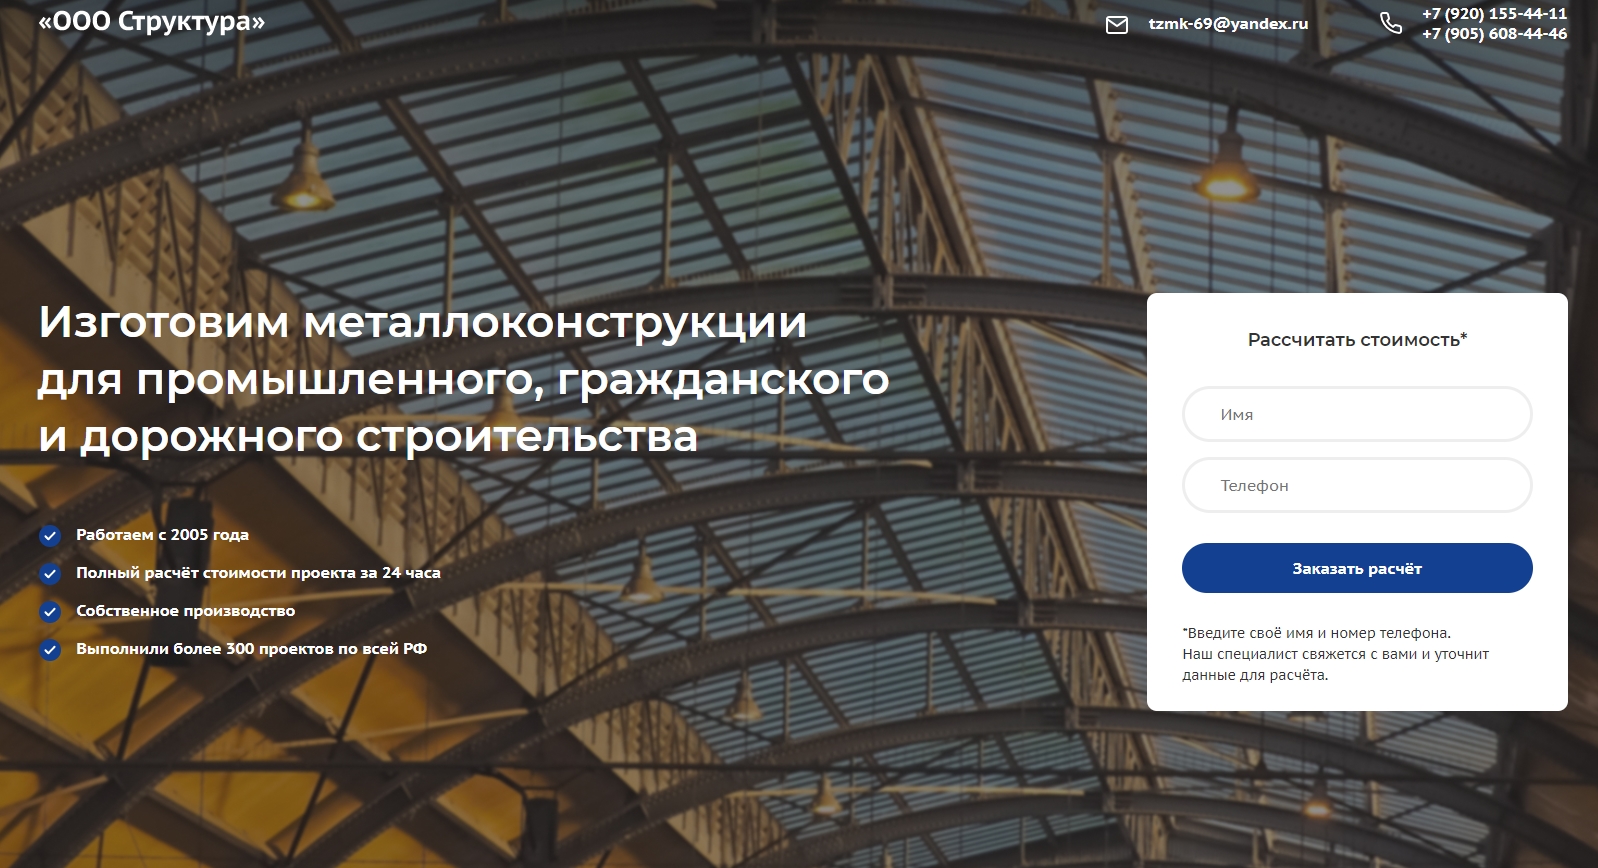 «ООО Структура»
tzmk-69@yandex.ru
+7 (920) 155-44-11
+7 (905) 608-44-46
Изготовим металлоконструкции
для промышленного, гражданского
и дорожного строительства
Работаем с 2005 года
Полный расчёт стоимости проекта за 24 часа
Собственное производство
Выполнили более 300 проектов по всей РФ
Рассчитать стоимость*
Имя
Телефон
Заказать расчёт
*Введите своё имя и номер телефона.
Наш специалист свяжется с вами и уточнит
данные для расчёта.